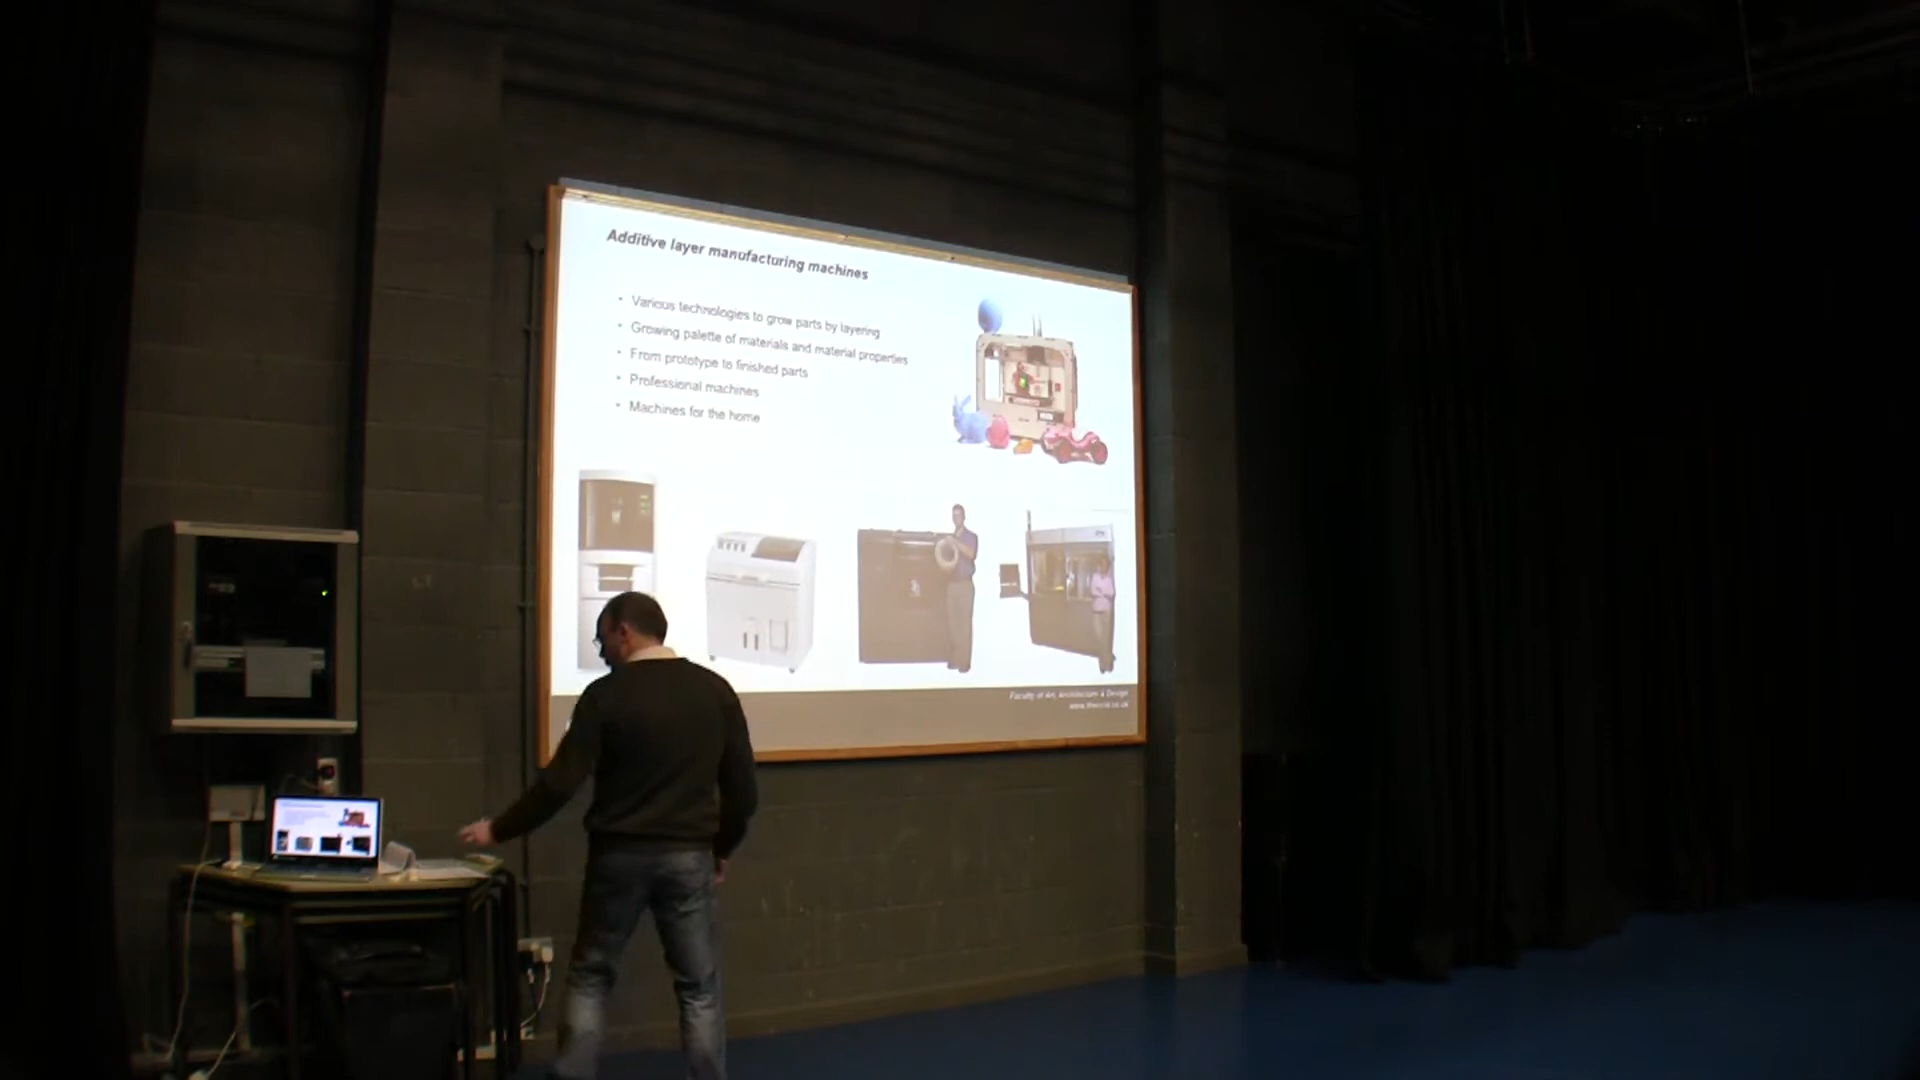 Additive layer manufacturing machines
• Various technologies to grow parts by layering
• Growing palette of materials and material properties
• From prototype to finished parts
• Professional machines
• Machines for the home
Faculty of Art, Architecture & Design